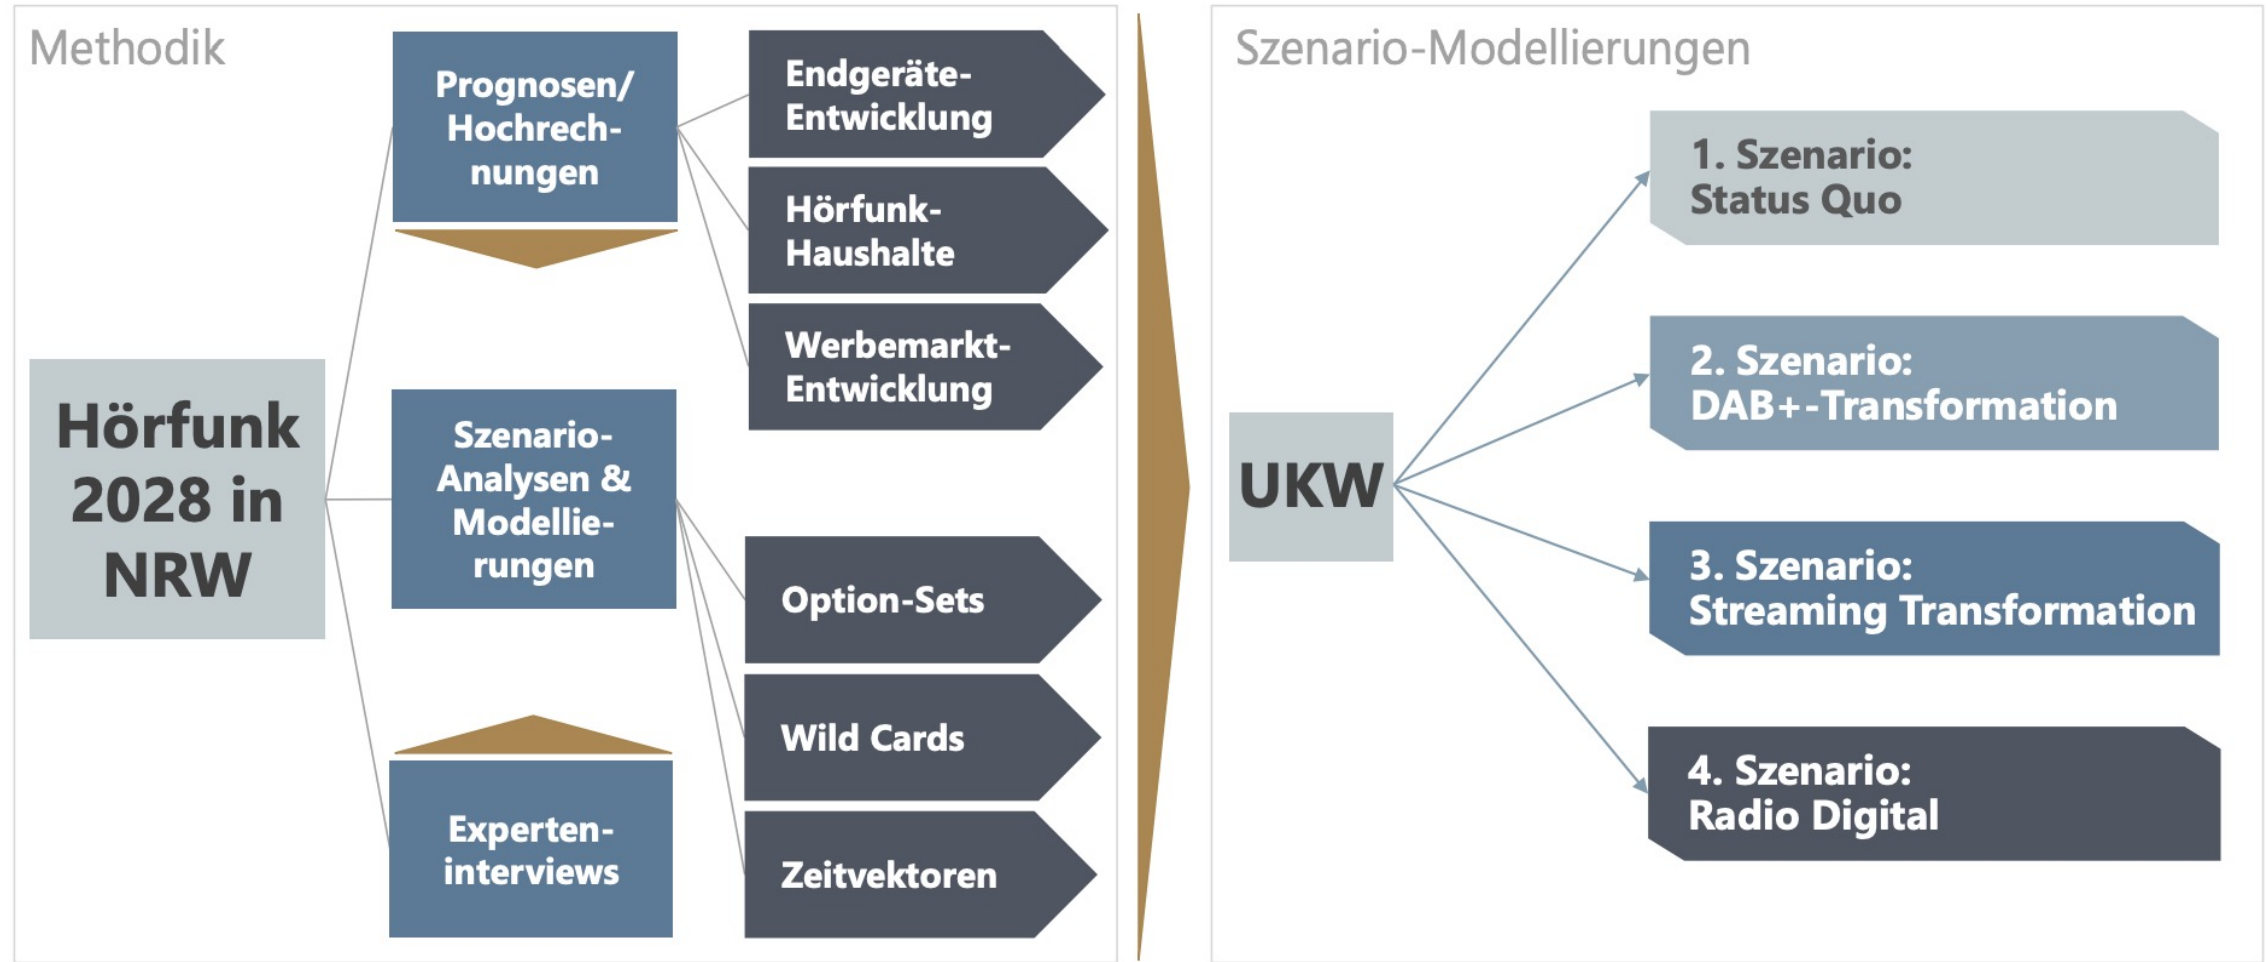 Methodik
Hörfunk
2028 in
NRW
Prognosen/
Hochrech-
nungen
Szenario-
Analysen &
Modellie-
rungen
Experten-
interviews
Endgeräte-
Entwicklung
Hörfunk-
Haushalte
Werbemarkt-
Entwicklung
Option-Sets
Wild Cards
Zeitvektoren
Szenario-Modellierungen
UKW
1. Szenario:
Status Quo
2. Szenario:
DAB+-Transformation
3. Szenario:
Streaming Transformation
4. Szenario:
Radio Digital